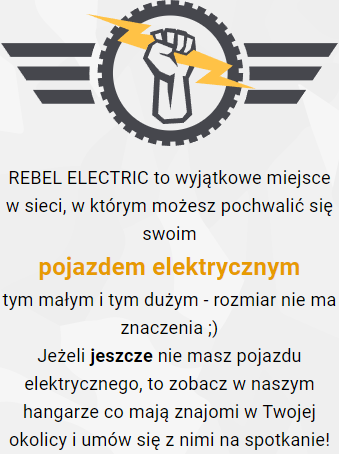 REBEL ELECTRIC to wyjątkowe miejsce
w sieci, w którym możesz pochwalić się
swoim
pojazdem elektrycznym
tym małym i tym dużym - rozmiar nie ma
znaczenia ;)
Jeżeli jeszcze nie masz pojazdu
elektrycznego, to zobacz w naszym
hangarze co mają znajomi w Twojej
okolicy i umów się z nimi na spotkanie!